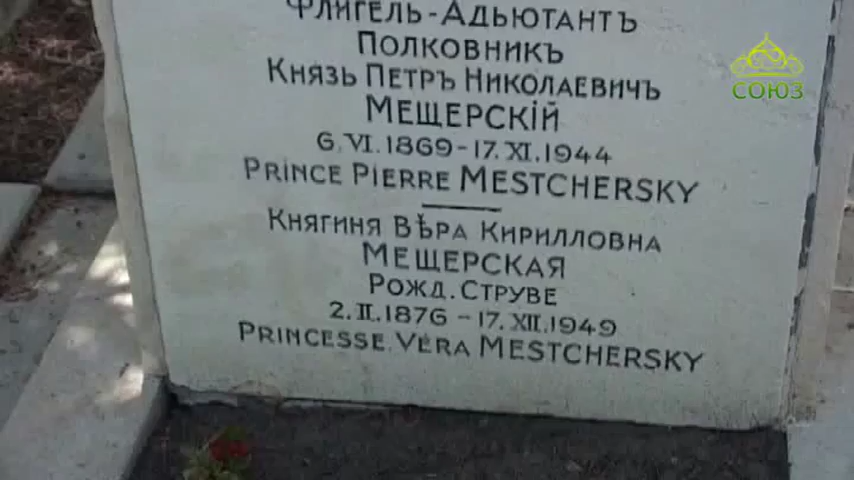 Флигель-Адьютантъ
Полковникъ
Князь Петръ Николаевичъ
Мещерскій
6.VI.1869-17.XI.1944
Prince Pierre Mestchersky
Княгиня Вѣра Кирилловна
Мещерская
Рожд. Струве
2.II.1876-17.XII.1949
Princesse Véra Mestchersky
СОЮЗ